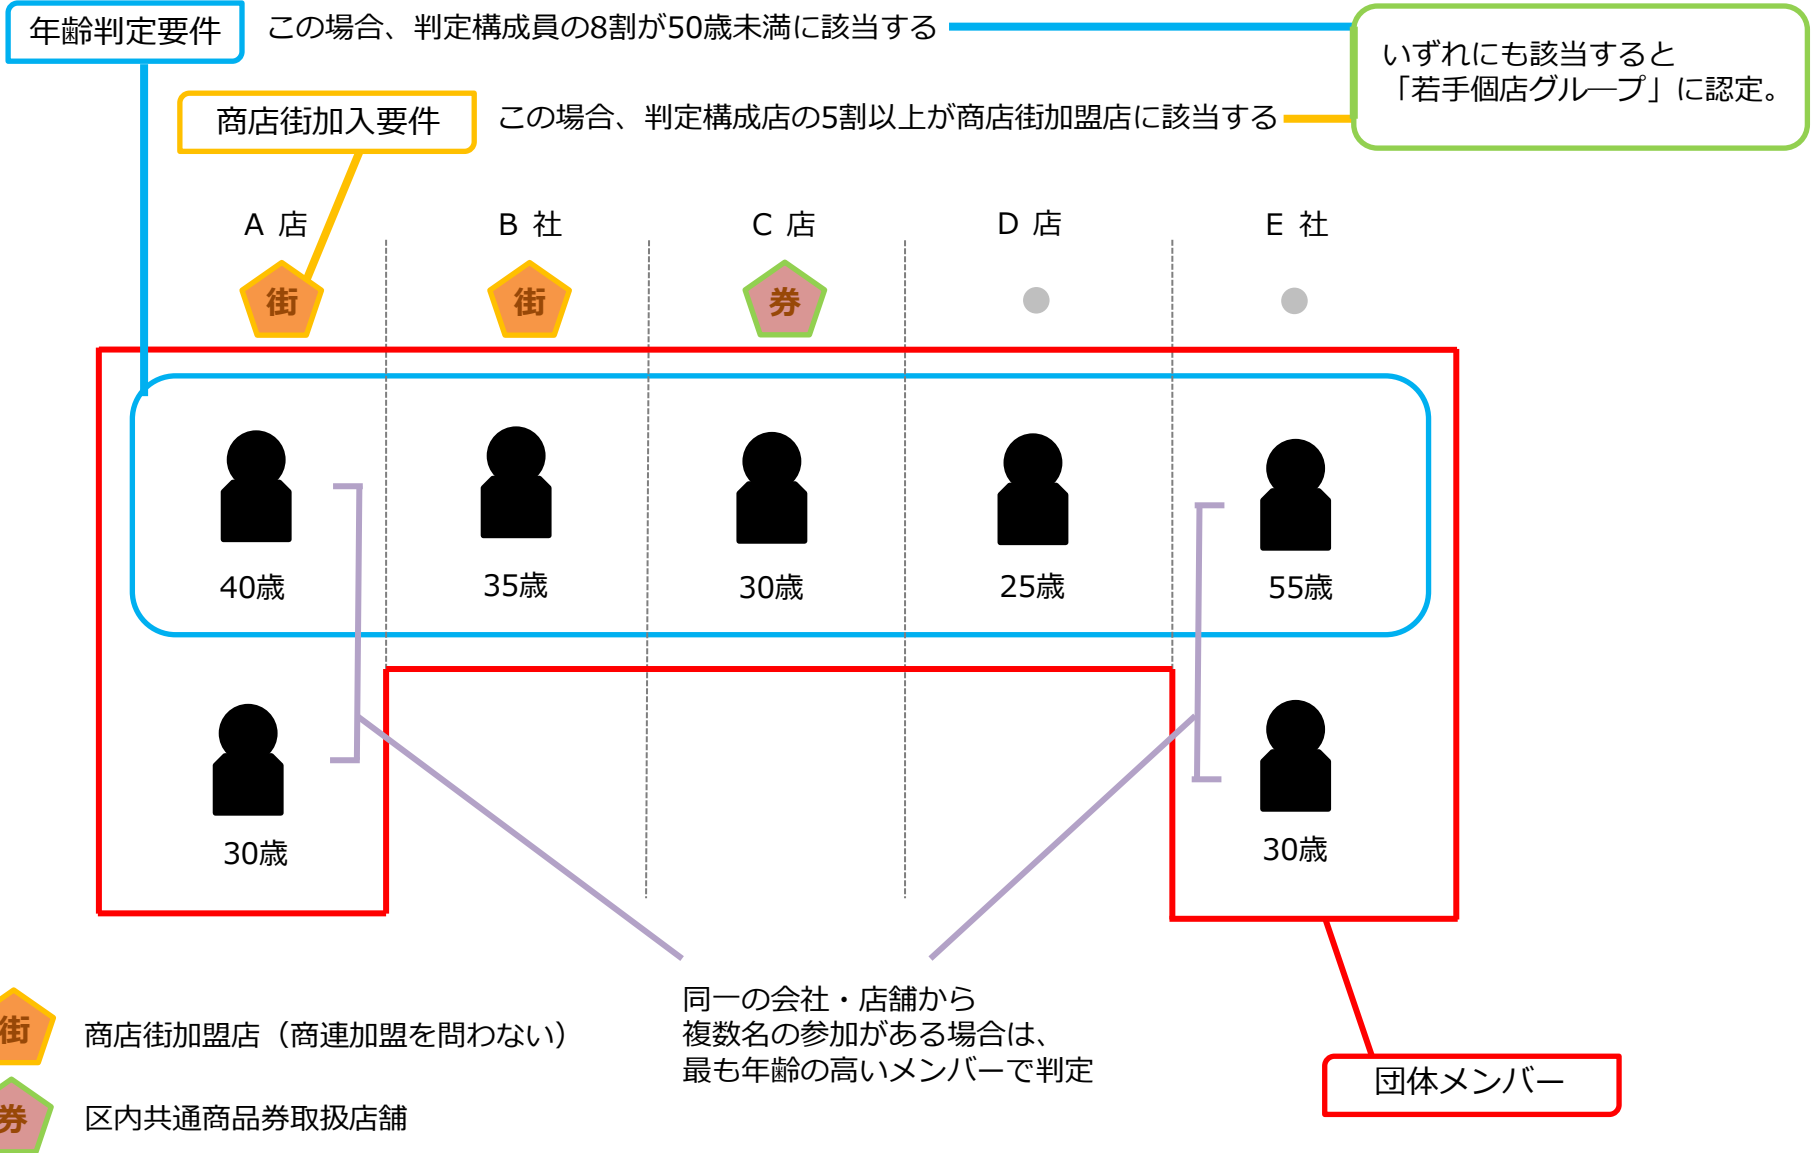 年齢判定要件
この場合、判定構成員の8割が50歳未満に該当する
いずれにも該当すると
「若手個店グループ」に認定。
商店街加入要件
この場合、判定構成店の5割以上が商店街加盟店に該当する
A 店
B 社
C 店
D 店
E 社
街
街
券
40歳
35歳
30歳
25歳
55歳
30歳
30歳
同一の会社・店舗から
複数名の参加がある場合は、
最も年齢の高いメンバーで判定
街
商店街加盟店（商連加盟を問わない）
団体メンバー
券
区内共通商品券取扱店舗